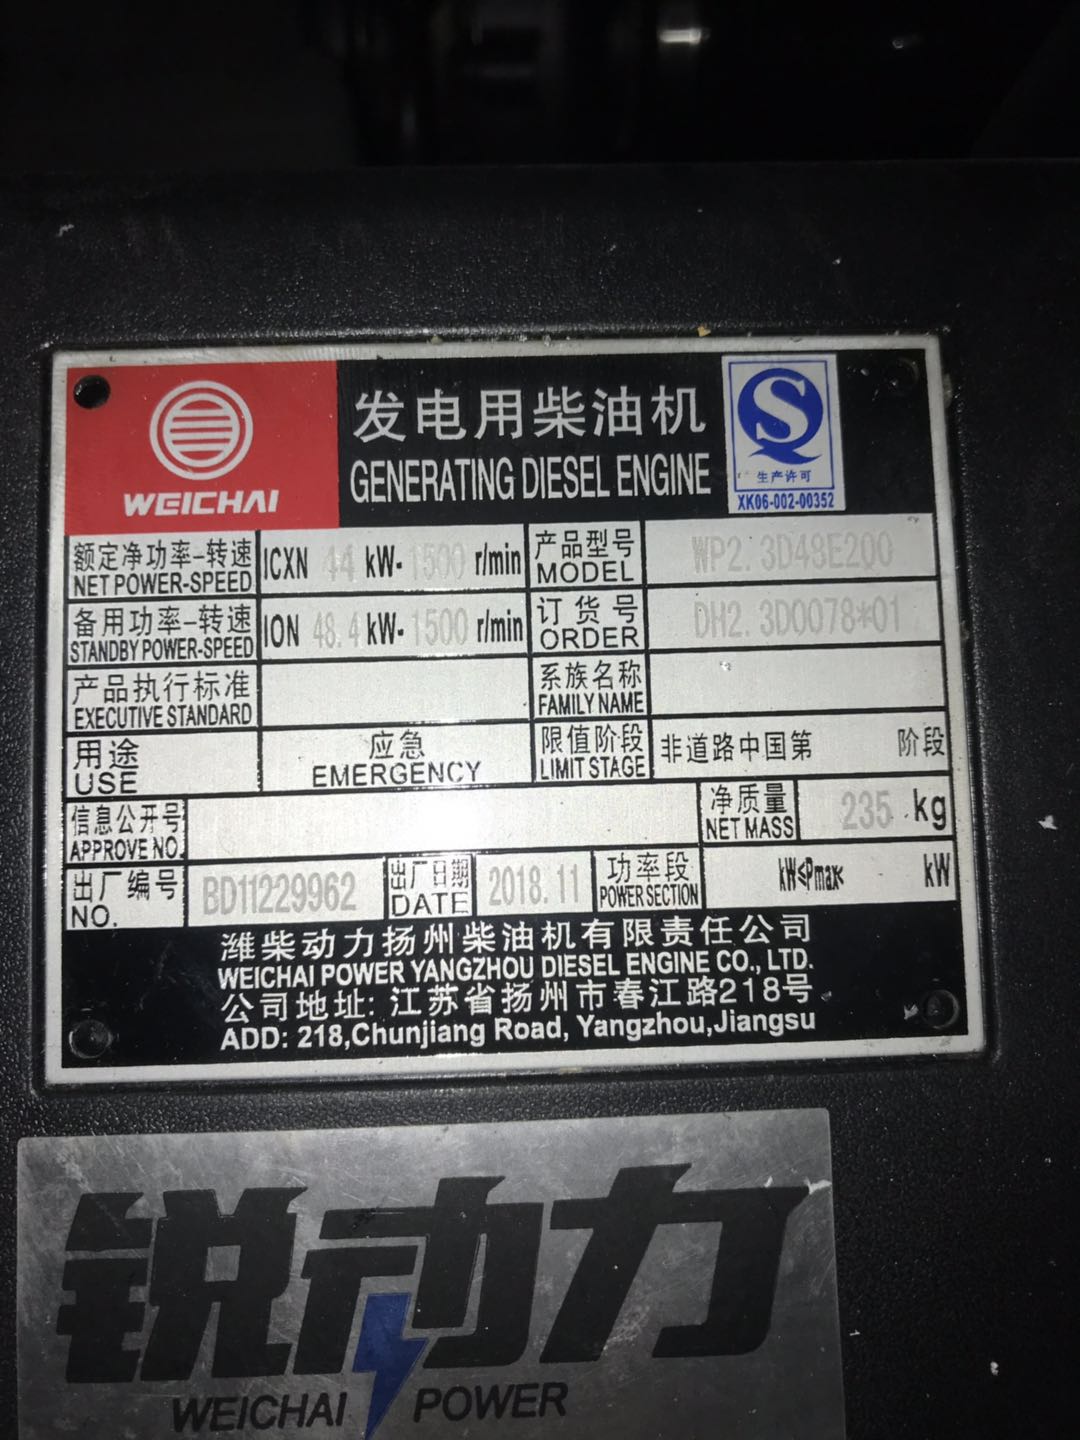 WEICHAI
发电用柴油机
GENERATING DIESEL ENGINE
S
生产许可
XK06-002-00352
额定净功率-转速 ICXN 44 kW- 1500 r/min 产品型号 WP2.3D48E200
NET POWER-SPEED MODEL
备用功率-转速 ION 48.4 kW- 1500 r/min 订货号 DH2.3D0078*01
STANDBY POWER-SPEED ORDER
产品执行标准 系族名称
EXECUTIVE STANDARD FAMILY NAME
用途 应急 限值阶段 非道路中国第 阶段
USE EMERGENCY LIMIT STAGE
信息公开号 净质量 235 kg
APPROVE NO. NET MASS
出厂编号 BD11229962 出厂日期 2018.11 功率段 kW<Pmax< kW
NO. DATE POWER SECTION
潍柴动力扬州柴油机有限责任公司
WEICHAI POWER YANGZHOU DIESEL ENGINE CO., LTD.
公司地址: 江苏省扬州市春江路218号
ADD: 218,Chunjiang Road, Yangzhou,Jiangsu
锐动力
WEICHAI POWER